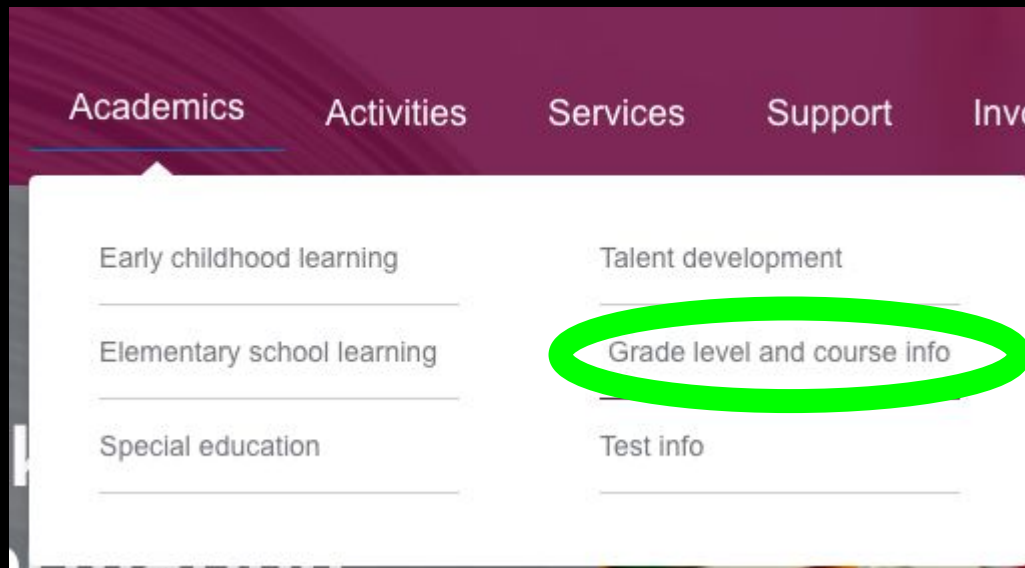 Academics Activities Services Support
Early childhood learning
Talent development
Elementary school learning
Grade level and course info
Special education
Test info